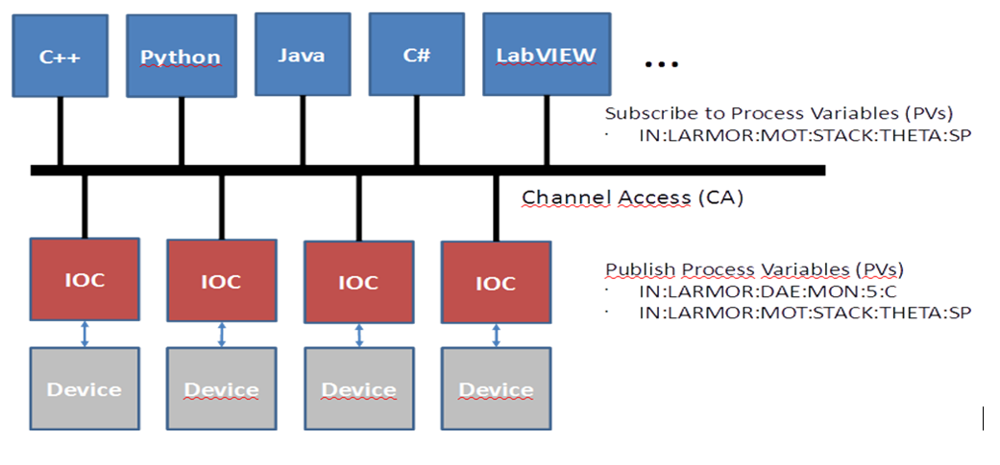 C++ Python Java C# LabVIEW ...
Subscribe to Process Variables (PVs)
· IN:LARMOR:MOT:STACK:THETA:SP
Channel Access (CA)
IOC IOC IOC IOC
Publish Process Variables (PVs)
· IN:LARMOR:DAE:MON:5:C
· IN:LARMOR:MOT:STACK:THETA:SP
Device Device Device Device